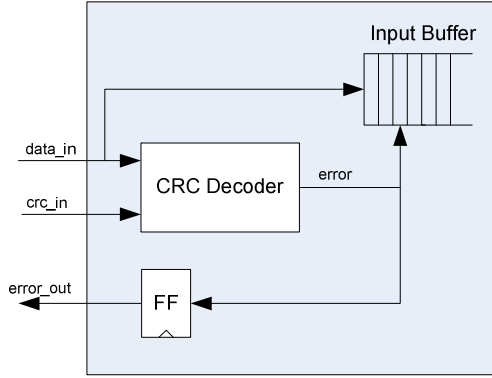 Input Buffer
data_in
CRC Decoder
error
crc_in
error_out
FF